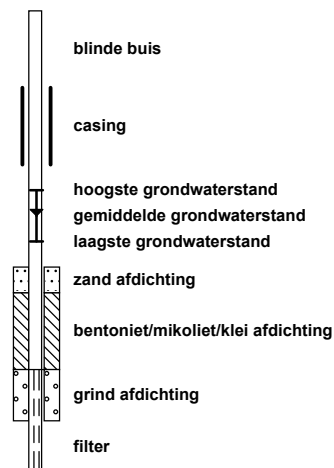 blinde buis
casing
hoogste grondwaterstand
gemiddelde grondwaterstand
laagste grondwaterstand
zand afdichting
bentoniet/mikoliet/klei afdichting
grind afdichting
filter